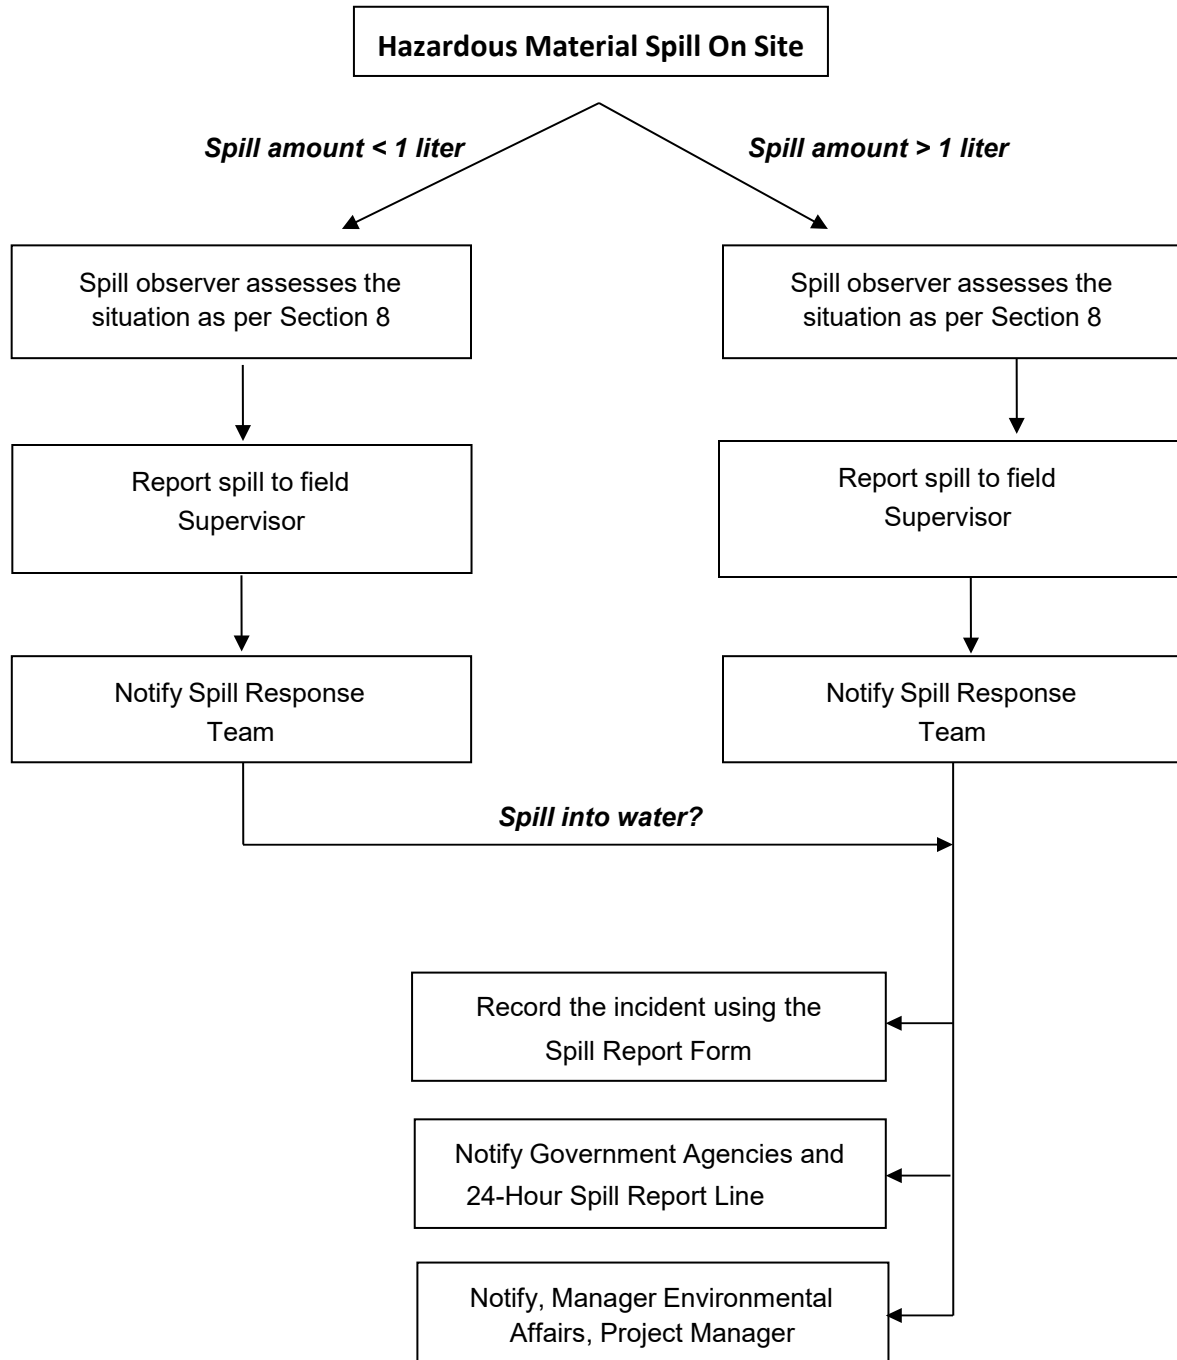 Hazardous Material Spill On Site
Spill amount < 1 liter
Spill amount > 1 liter
Spill observer assesses the
situation as per Section 8
Spill observer assesses the
situation as per Section 8
Report spill to field
Supervisor
Report spill to field
Supervisor
Notify Spill Response
Team
Notify Spill Response
Team
Spill into water?
Record the incident using the
Spill Report Form
Notify Government Agencies and
24-Hour Spill Report Line
Notify, Manager Environmental
Affairs, Project Manager